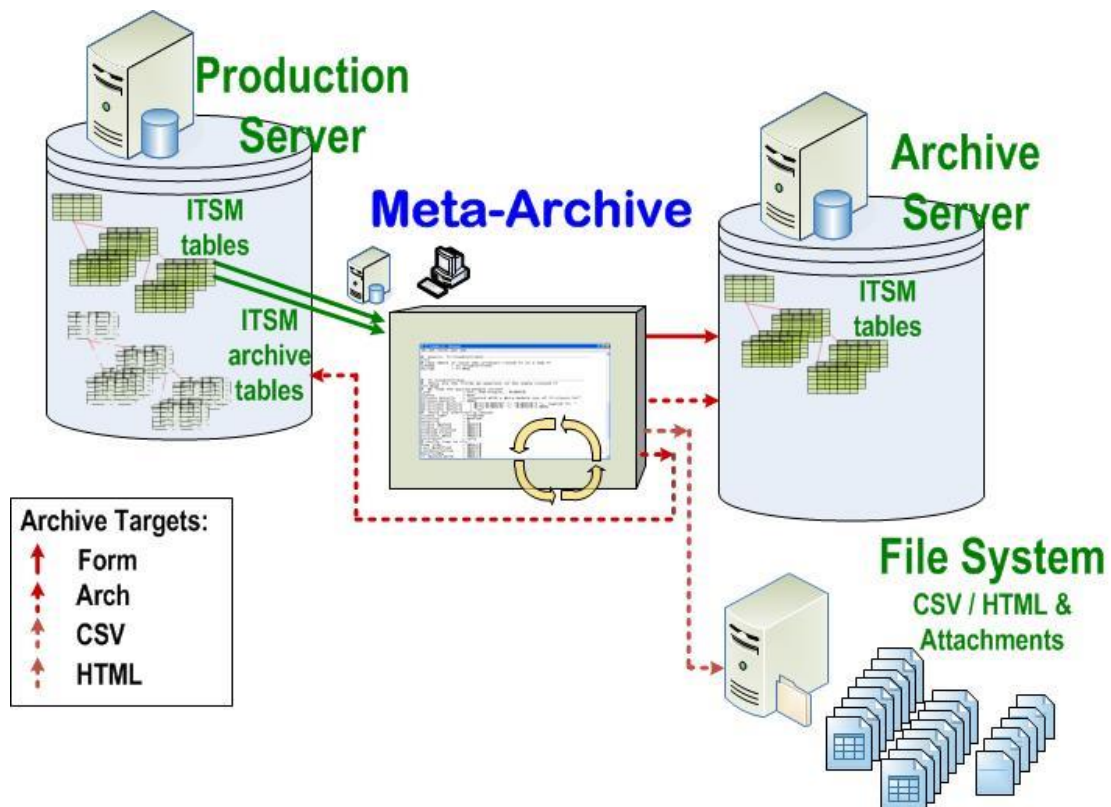 Production
Server
ITSM
tables
ITSM
archive
tables
Meta-Archive
Archive
Server
ITSM
tables
Archive Targets:
Form
Arch
CSV
HTML
File System
CSV / HTML &
Attachments